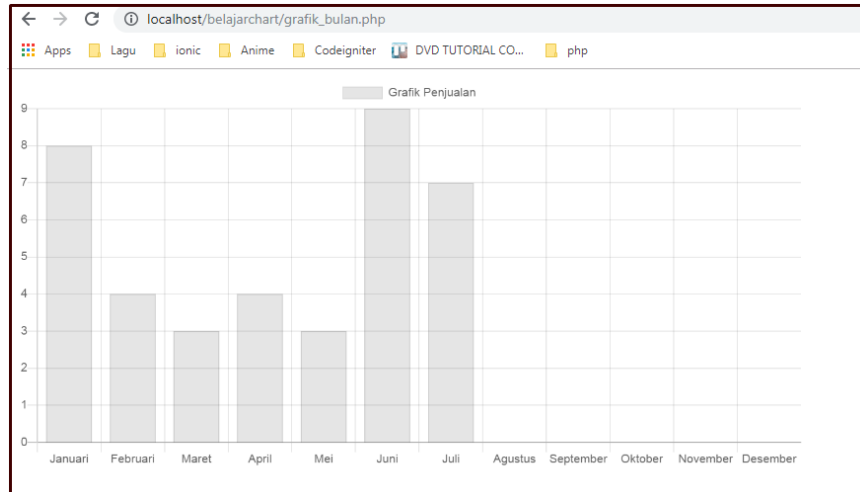 localhost/belajarchart/grafik_bulan.php
Apps Lagu ionic Anime Codeigniter DVD TUTORIAL CO... php
Grafik Penjualan
9
8
7
6
5
4
3
2
1
0
Januari Februari Maret April Mei Juni Juli Agustus September Oktober November Desember